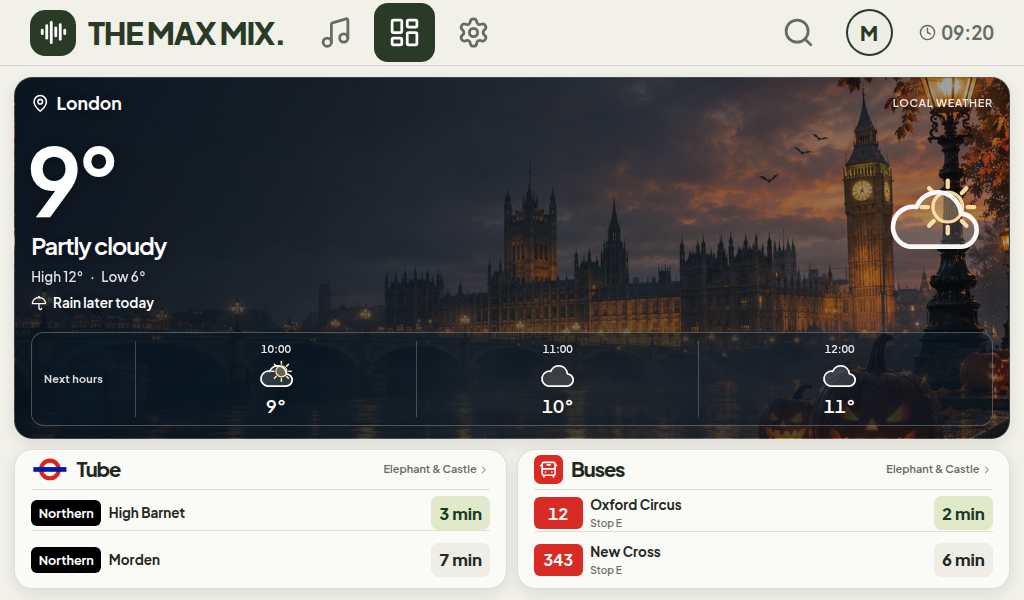 THE MAX MIX.
M
09:20
London
LOCAL WEATHER
9°
Partly cloudy
High 12° · Low 6°
Rain later today
Next hours
10:00
9°
11:00
10°
12:00
11°
Tube
Elephant & Castle
Northern High Barnet 3 min
Northern Morden 7 min
Buses
Elephant & Castle
12 Oxford Circus 2 min
Stop E
343 New Cross 6 min
Stop E